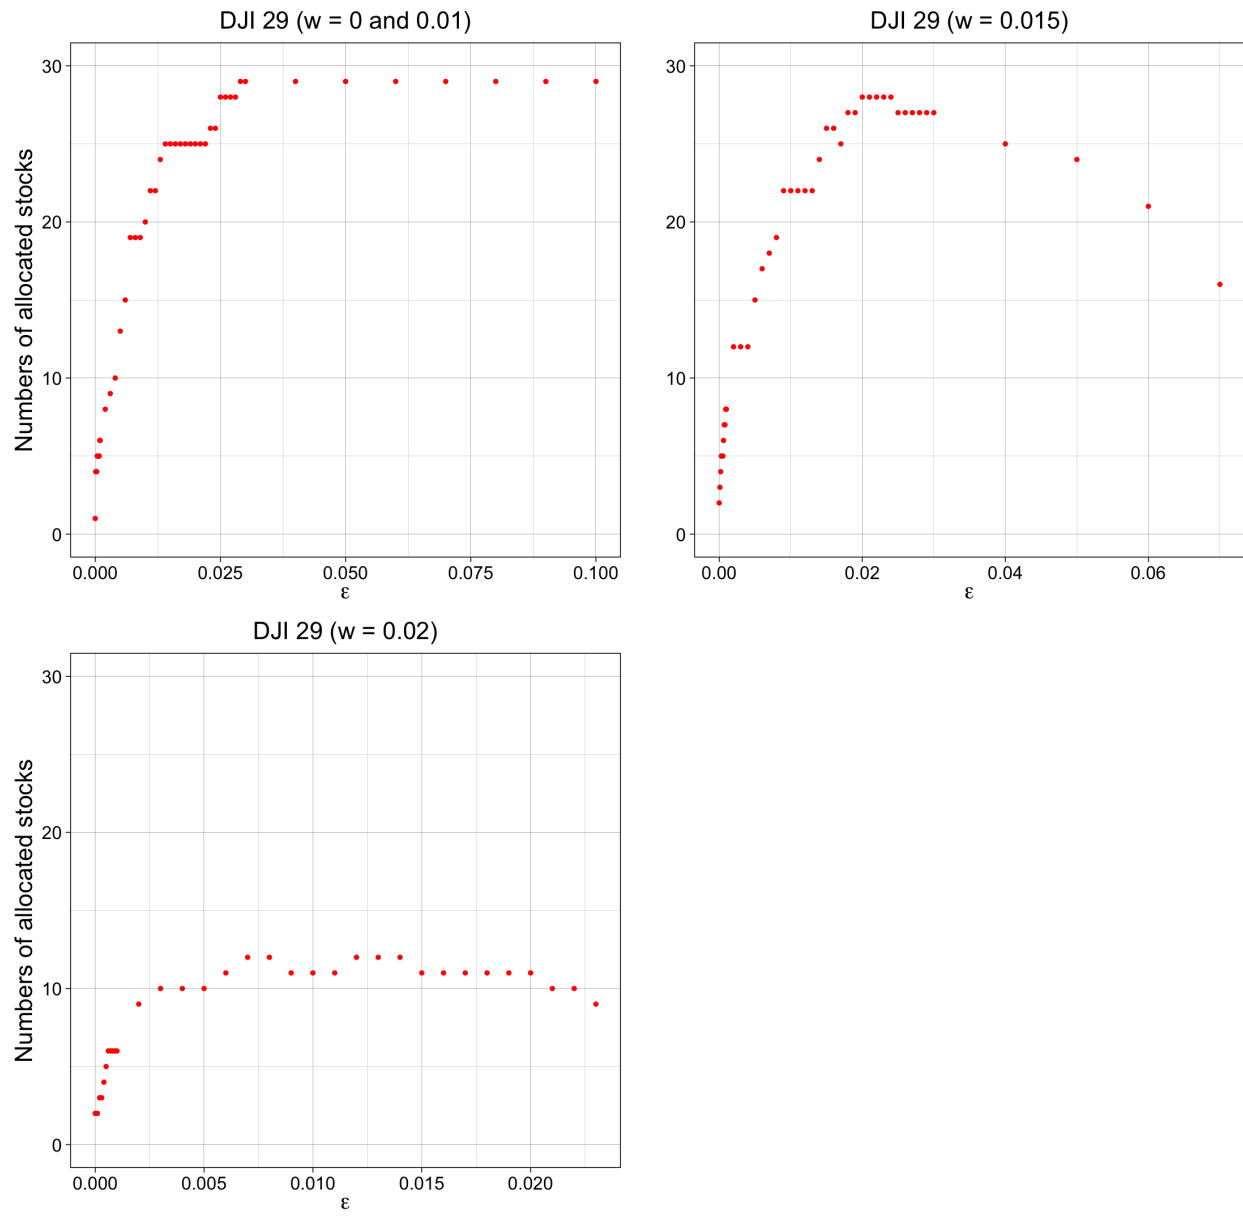 DJI 29 (w = 0 and 0.01)
Numbers of allocated stocks
30
20
10
0
0.000 0.025 0.050 0.075 0.100
ε
DJI 29 (w = 0.015)
30
20
10
0
0.00 0.02 0.04 0.06
ε
DJI 29 (w = 0.02)
Numbers of allocated stocks
30
20
10
0
0.000 0.005 0.010 0.015 0.020
ε